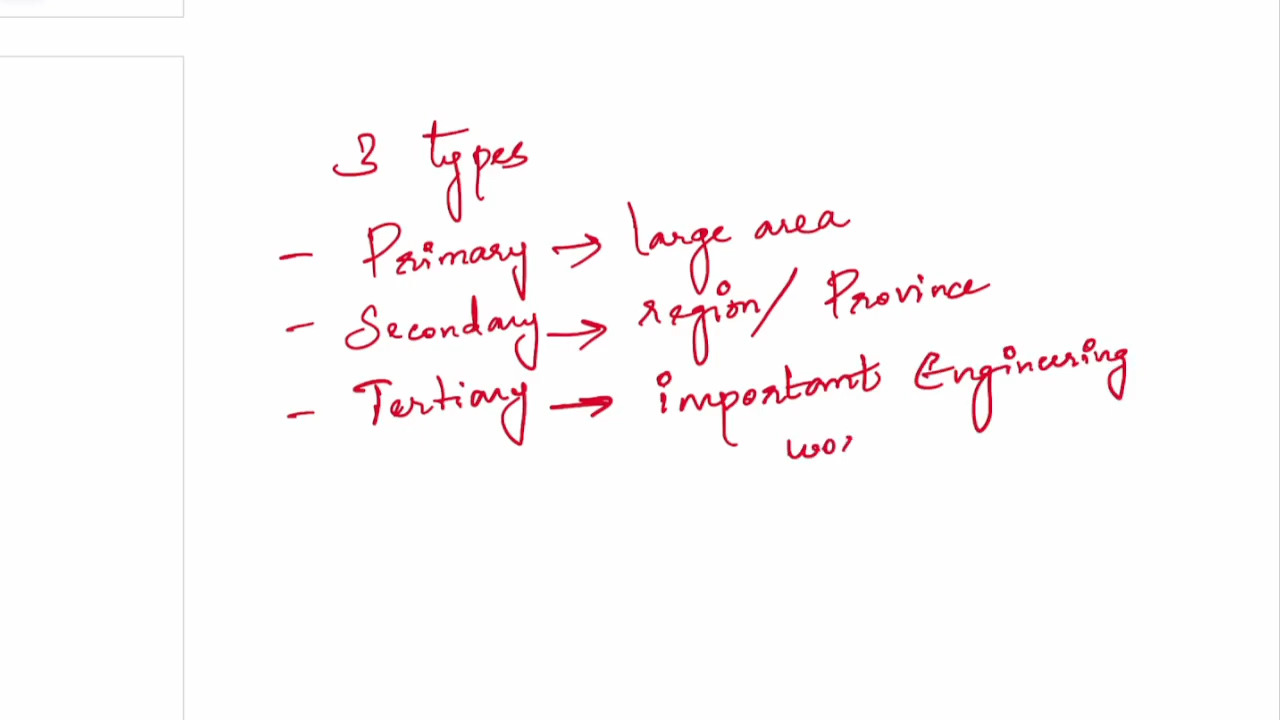 3 types
- Primary → large area
- Secondary → region / Province
- Tertiary → important Engineering